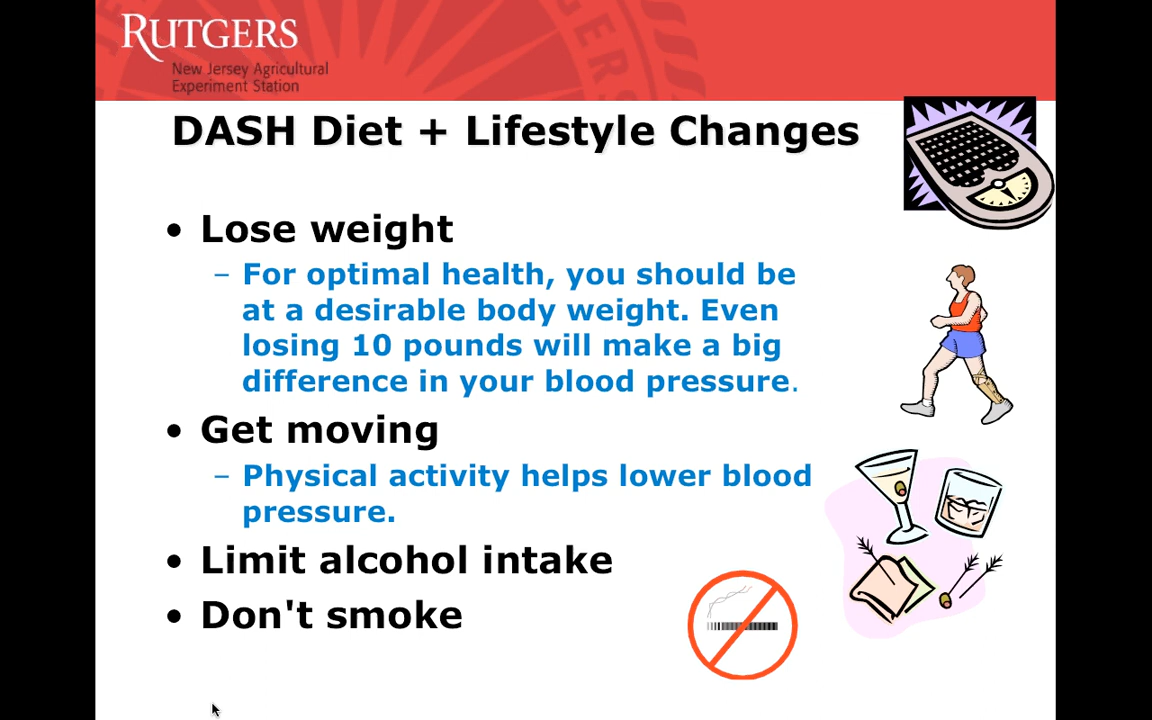 RUTGERS
New Jersey Agricultural
Experiment Station
DASH Diet + Lifestyle Changes
• Lose weight
– For optimal health, you should be
at a desirable body weight. Even
losing 10 pounds will make a big
difference in your blood pressure.
• Get moving
– Physical activity helps lower blood
pressure.
• Limit alcohol intake
• Don't smoke